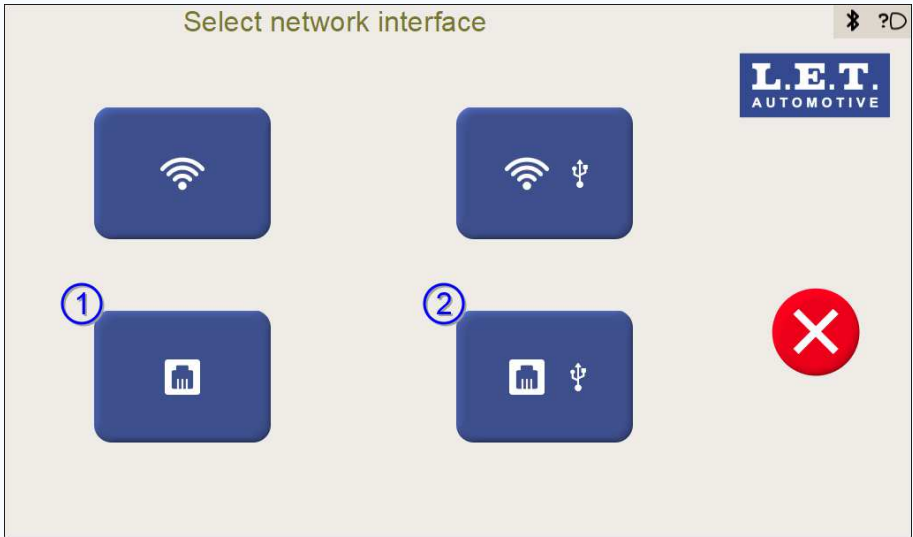 Select network interface
?
L.E.T.
AUTOMOTIVE
1
2